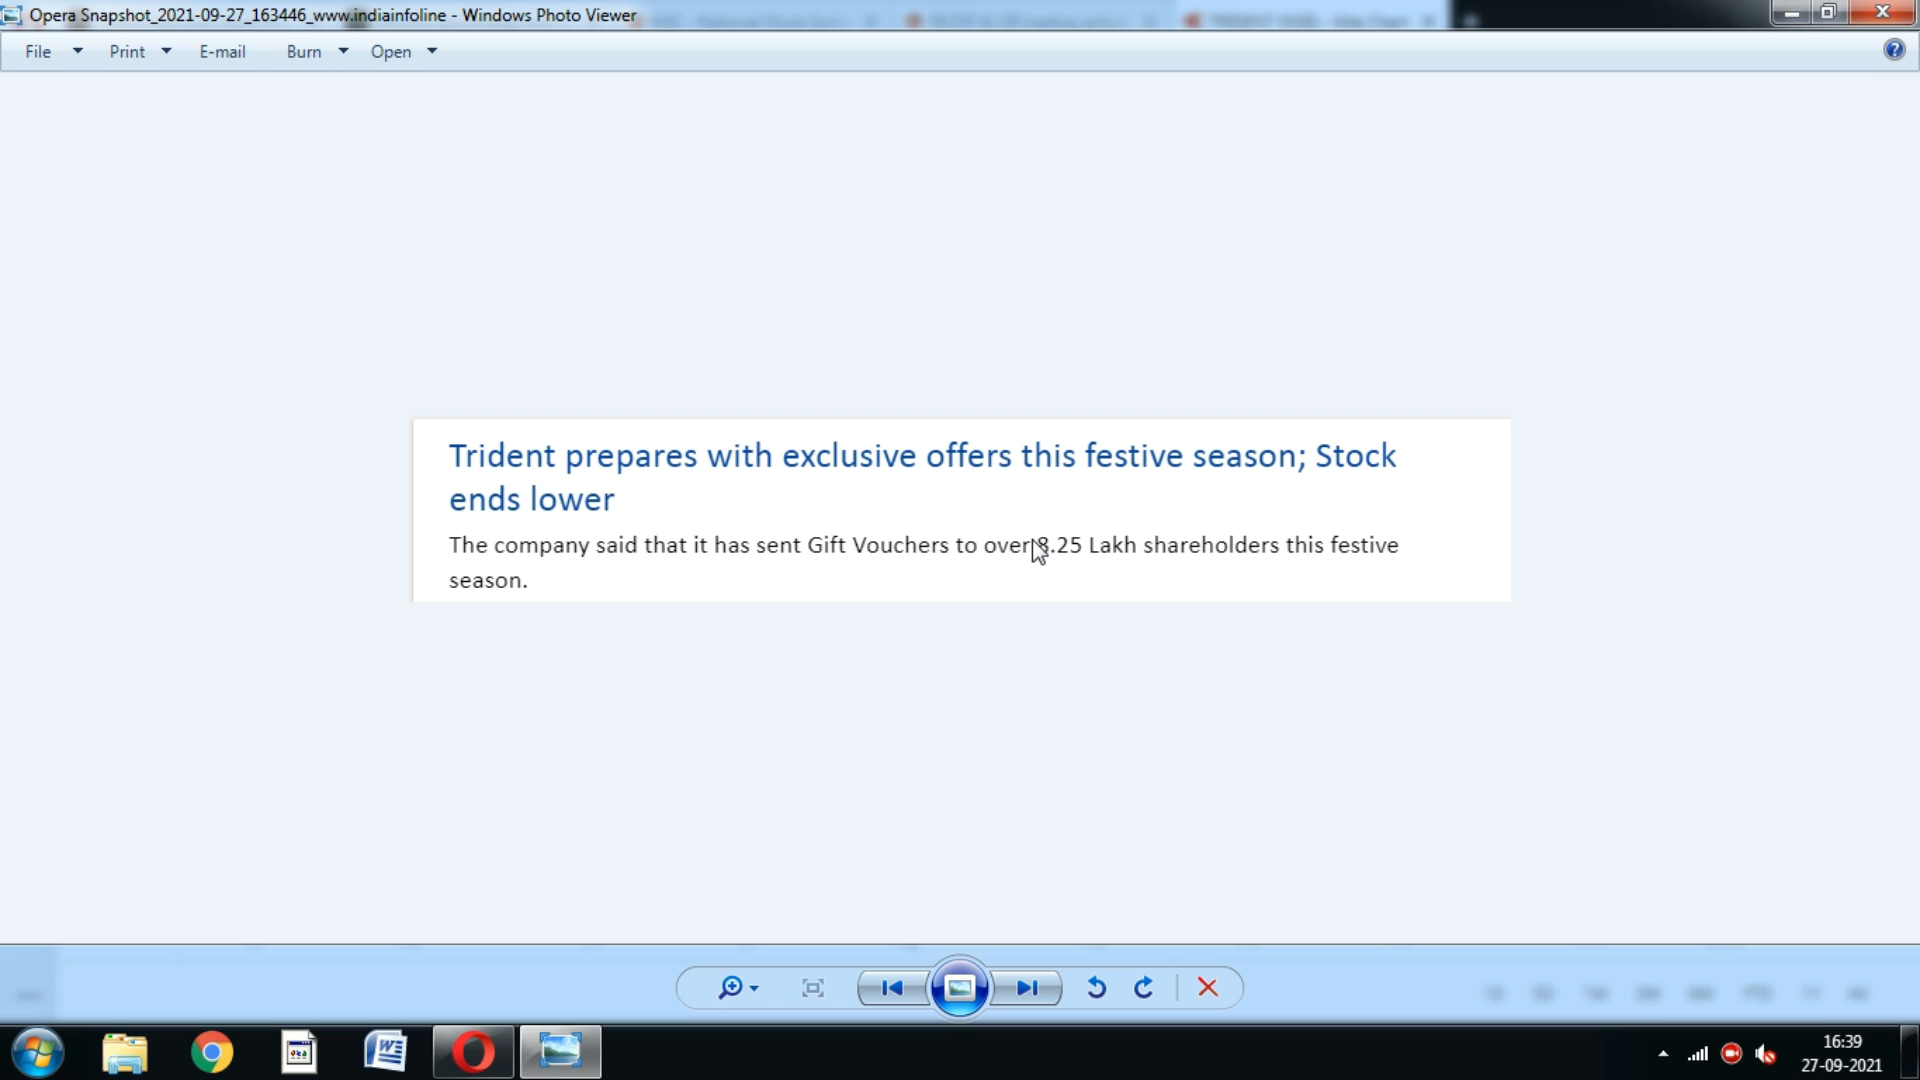 Opera Snapshot_2021-09-27_163446_www.indiainfoline - Windows Photo Viewer
File Print E-mail Burn Open
Trident prepares with exclusive offers this festive season; Stock
ends lower
The company said that it has sent Gift Vouchers to over 8.25 Lakh shareholders this festive
season.
16:39
27-09-2021